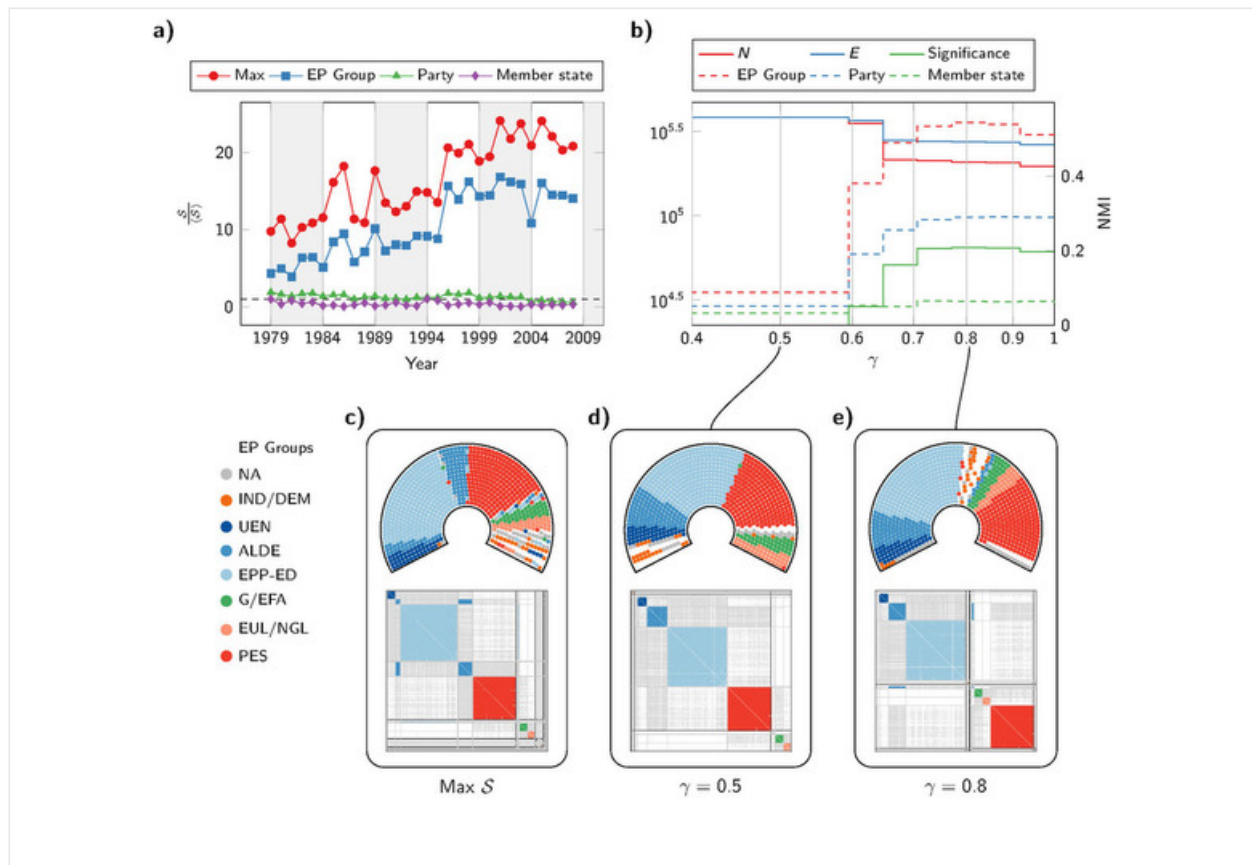 a)
Max EP Group Party Member state
20
10
0
𝒮
⟨𝒮⟩
1979 1984 1989 1994 1999 2004 2009
Year
b)
N E Significance
EP Group Party Member state
10^5.5
10^5
10^4.5
0.4
0.2
0
NMI
0.4 0.5 0.6 0.7 0.8 0.9 1
γ
c)
d)
e)
EP Groups
NA
IND/DEM
UEN
ALDE
EPP-ED
G/EFA
EUL/NGL
PES
Max 𝒮
γ = 0.5
γ = 0.8